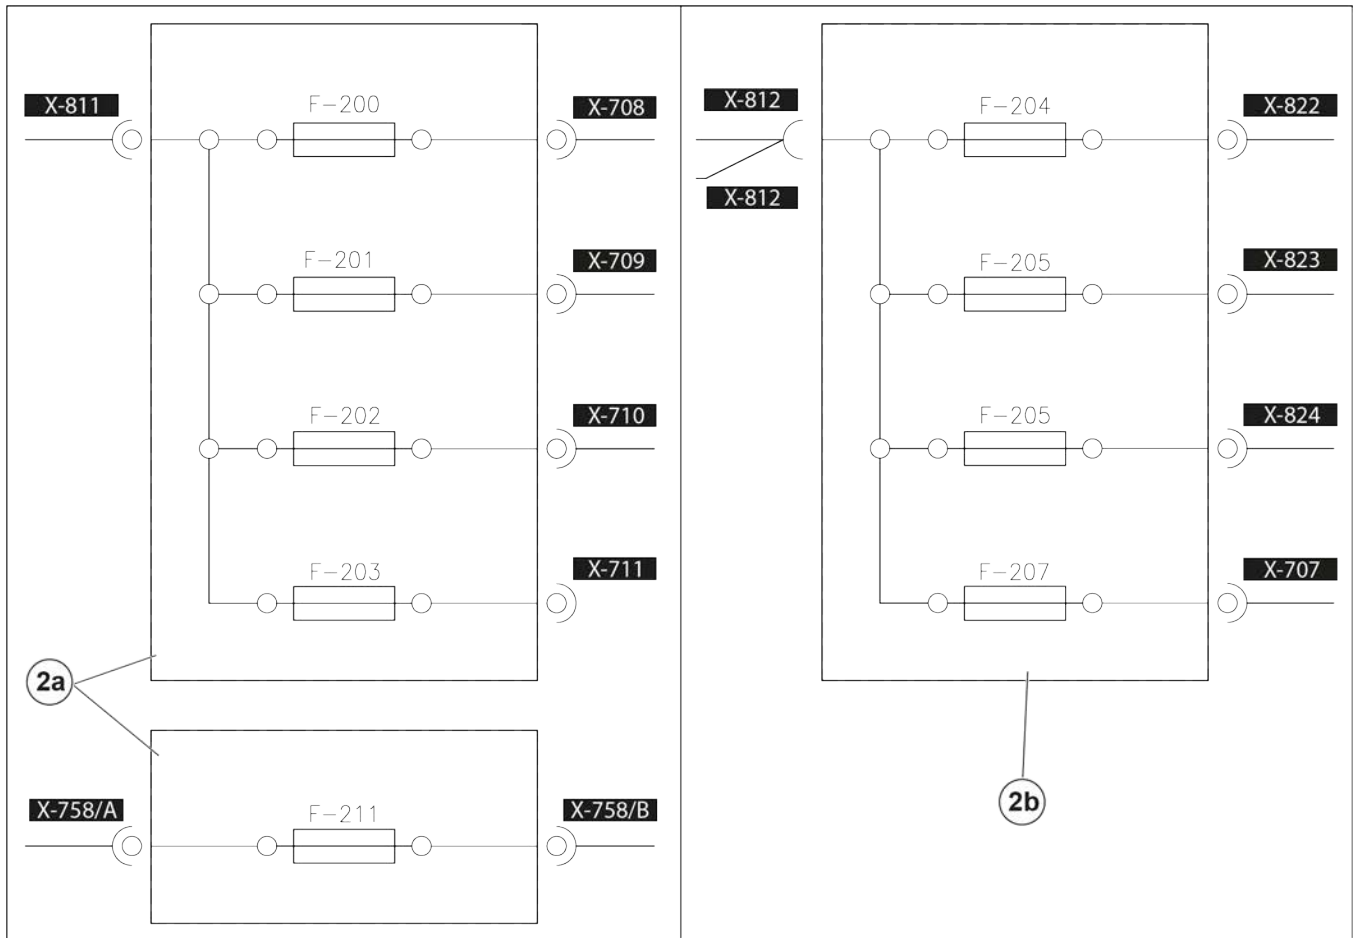 X-811
F-200
X-708
F-201
X-709
F-202
X-710
F-203
X-711
2a
X-758/A
F-211
X-758/B
X-812
X-812
F-204
X-822
F-205
X-823
F-205
X-824
F-207
X-707
2b